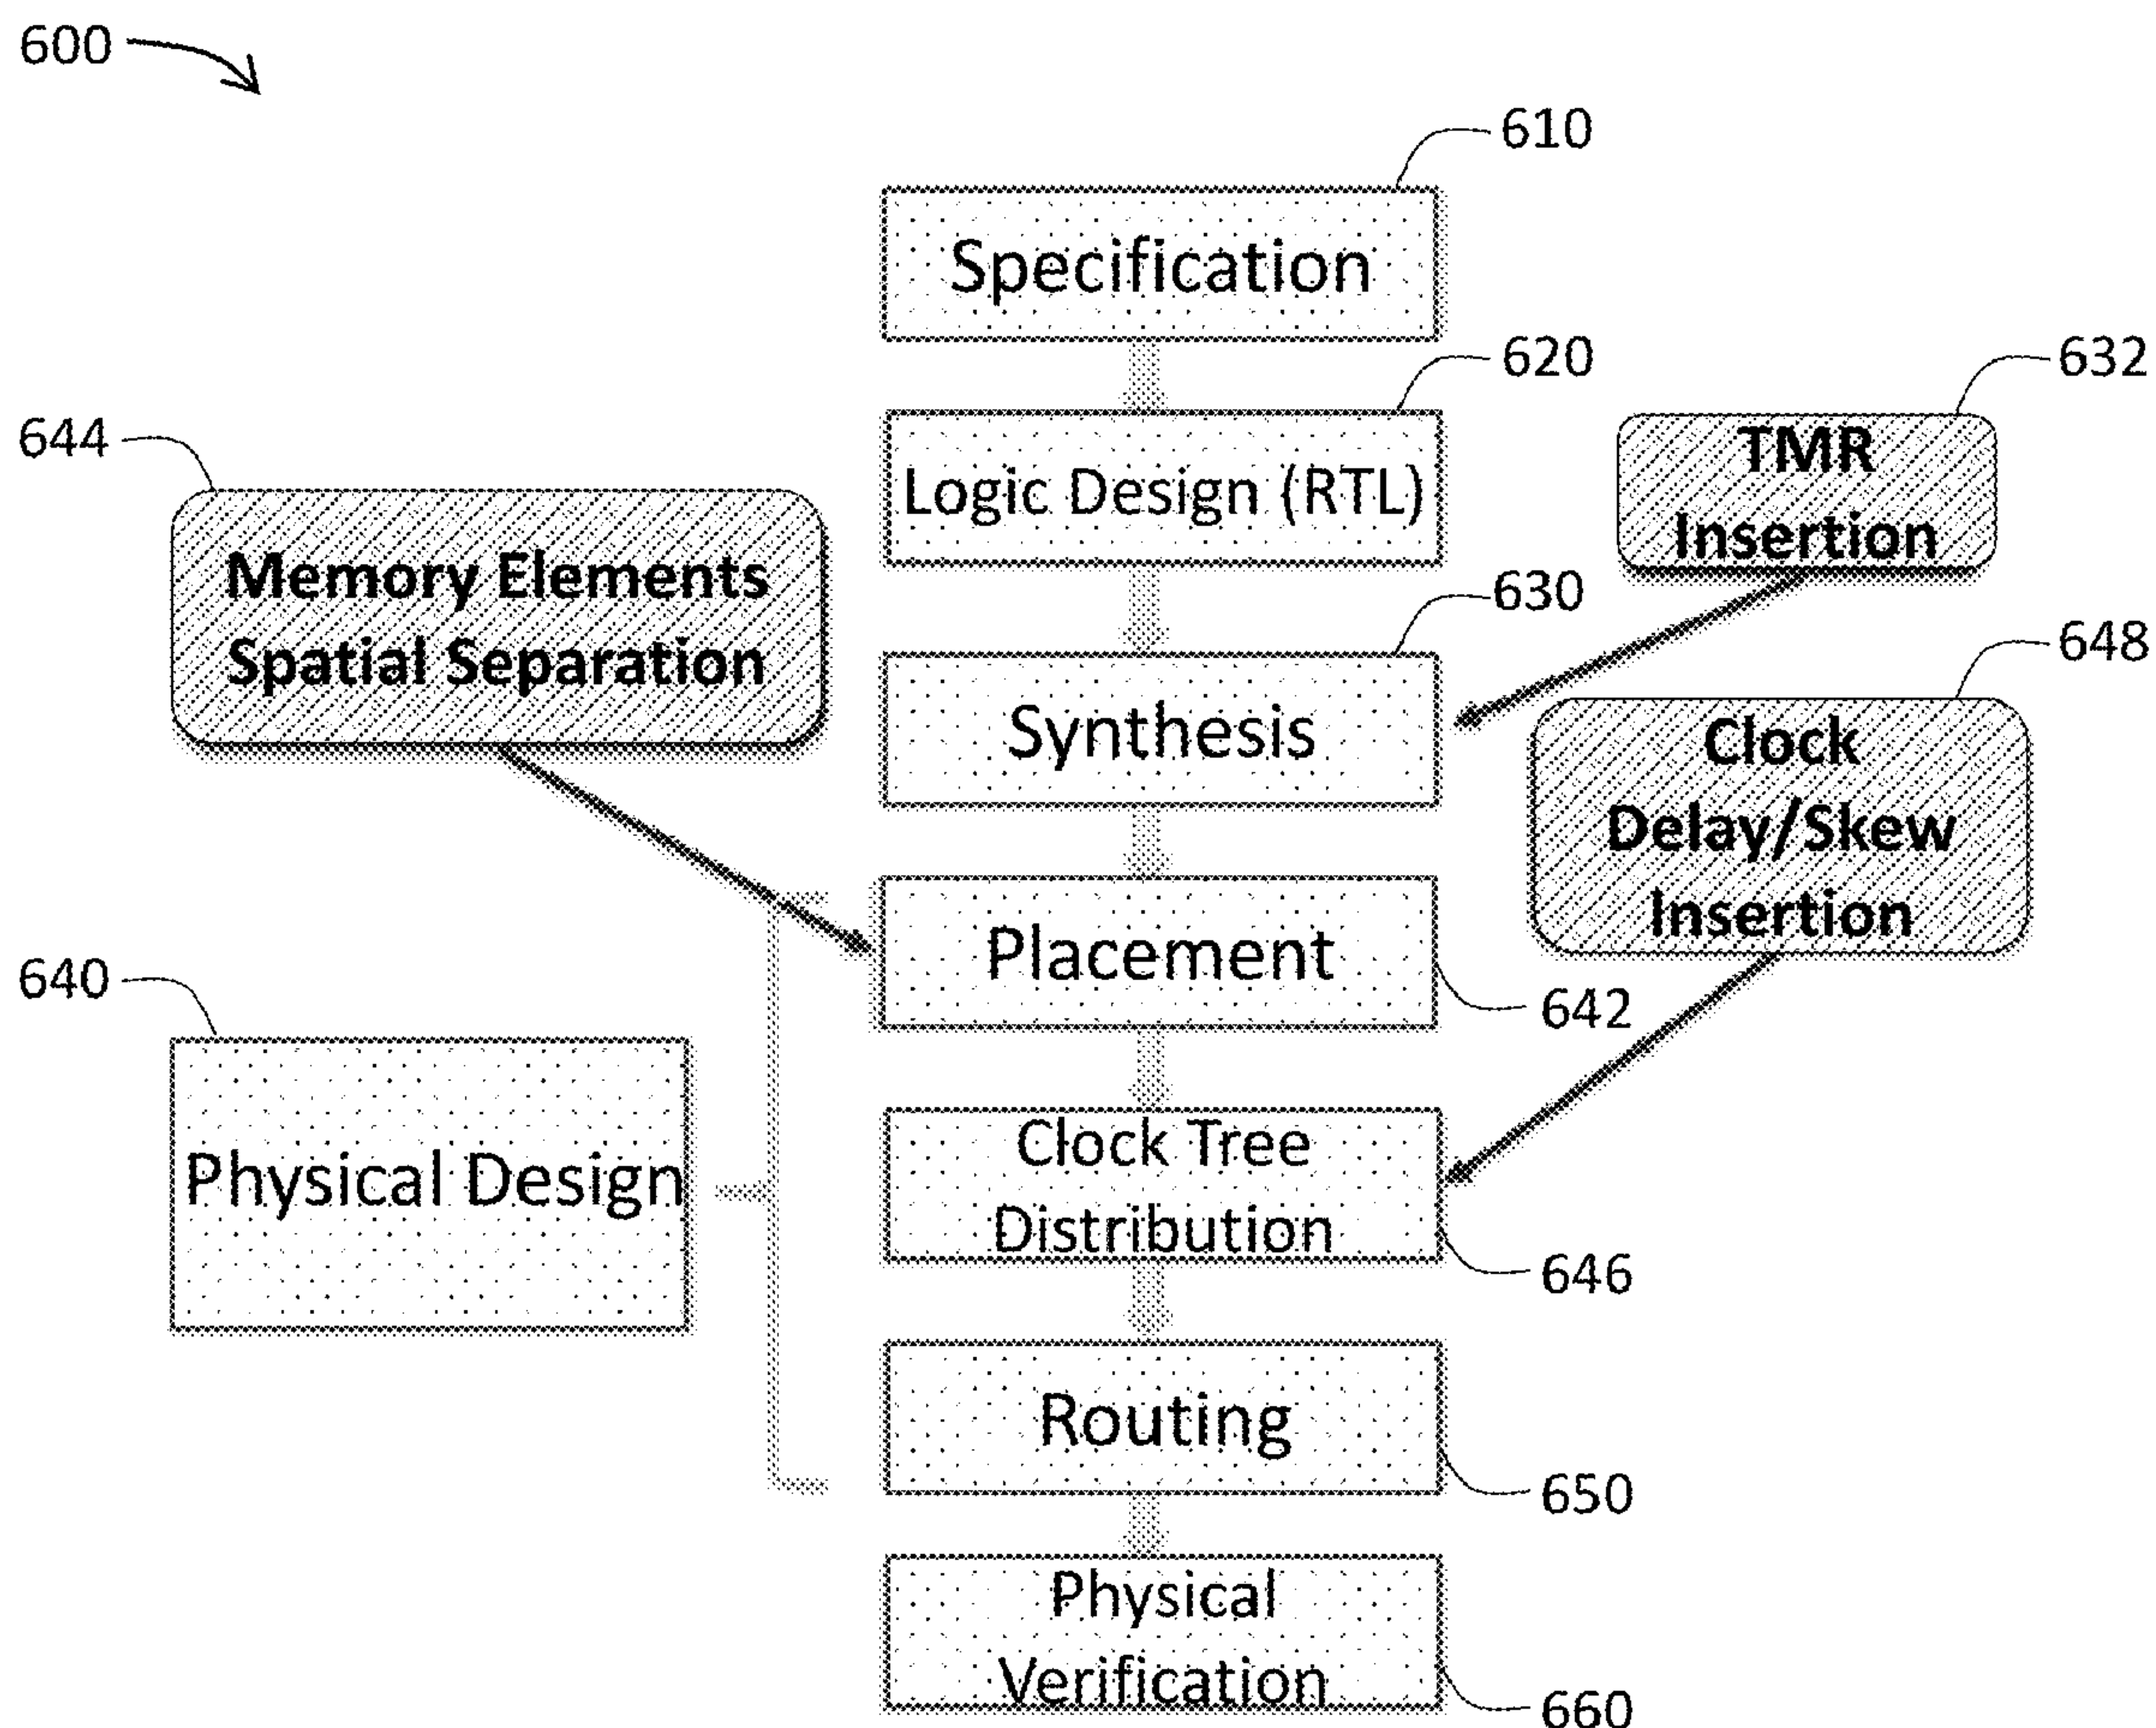 600
610
Specification
620
632
644
TMR
Insertion
Logic Design (RTL)
Memory Elements
Spatial Separation
630
648
Synthesis
Clock
Delay/Skew
Insertion
Placement
640
642
Physical Design
Clock Tree
Distribution
646
Routing
650
Physical
Verification
660